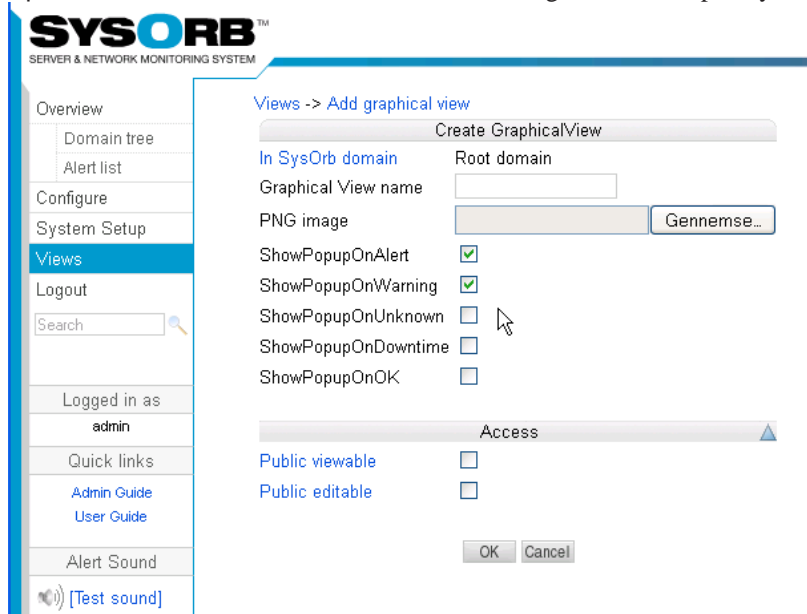 SYSORB™
SERVER & NETWORK MONITORING SYSTEM
Overview
Domain tree
Alert list
Configure
System Setup
Views
Logout
Search
Logged in as
admin
Quick links
Admin Guide
User Guide
Alert Sound
[Test sound]
Views -> Add graphical view
Create GraphicalView
In SysOrb domain Root domain
Graphical View name
PNG image Gennemse...
ShowPopupOnAlert
ShowPopupOnWarning
ShowPopupOnUnknown
ShowPopupOnDowntime
ShowPopupOnOK
Access
Public viewable
Public editable
OK Cancel